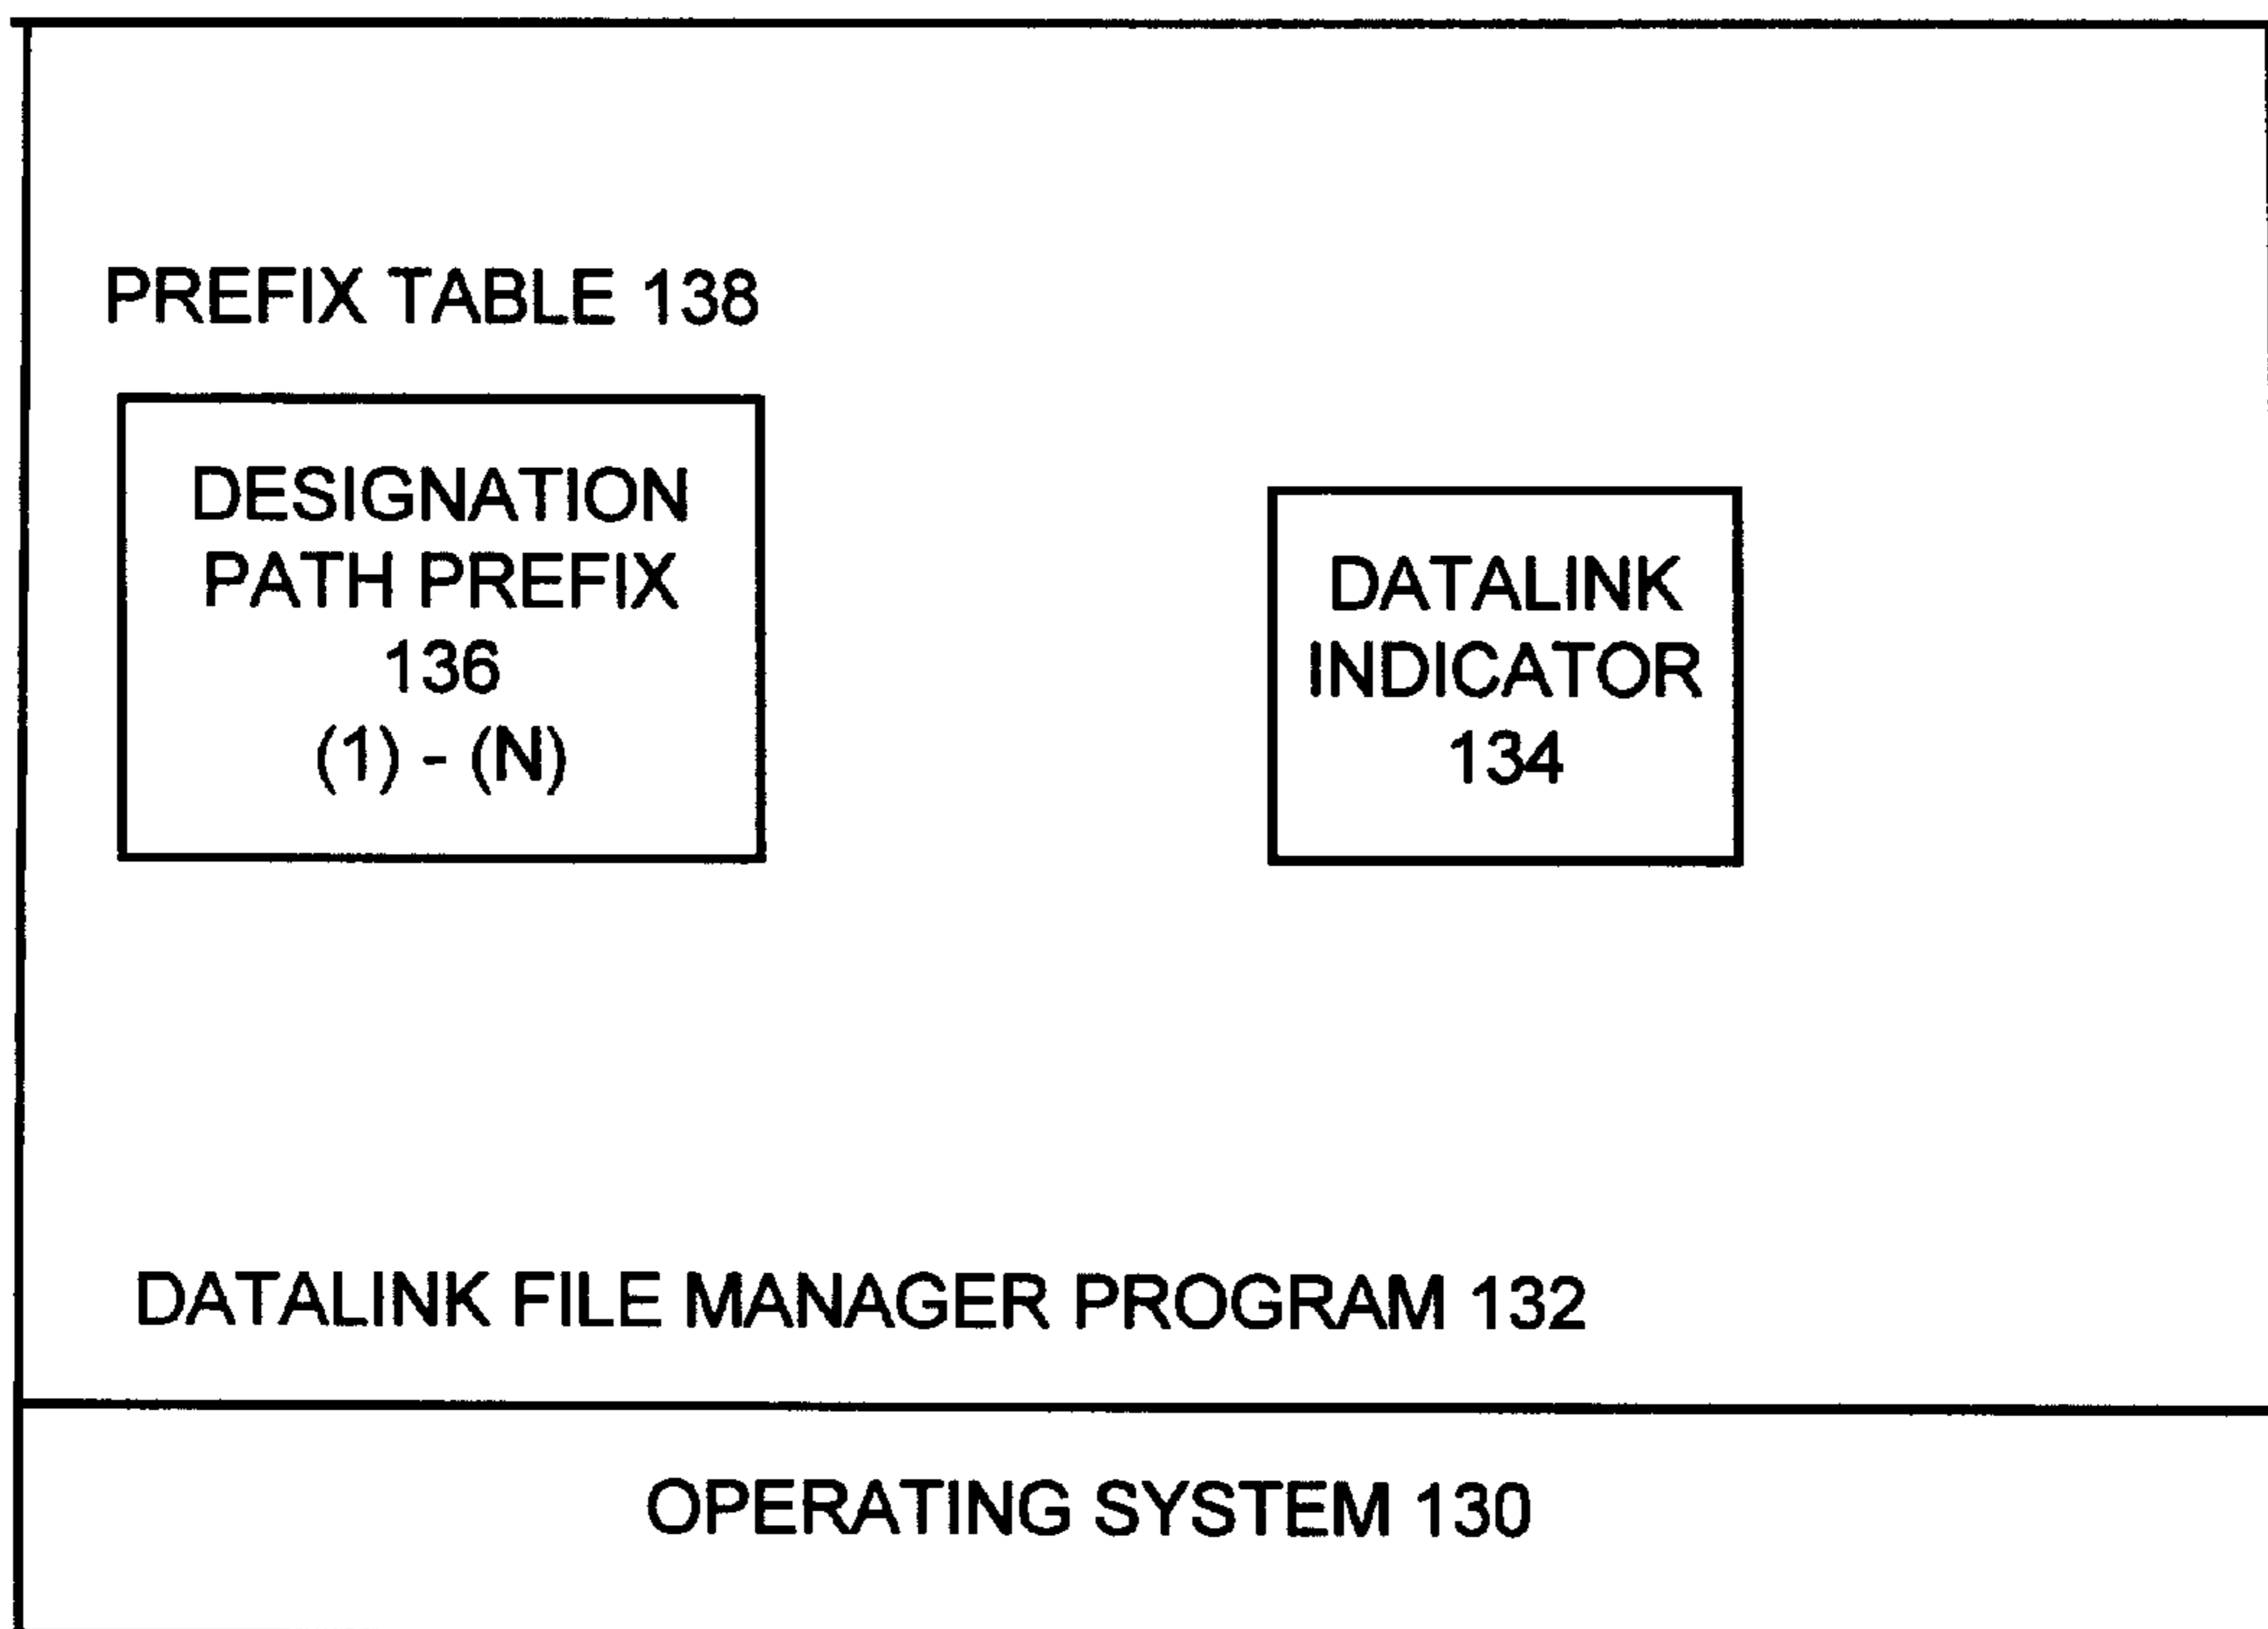 PREFIX TABLE 138
DESIGNATION
PATH PREFIX
136
(1) - (N)
DATALINK
INDICATOR
134
DATALINK FILE MANAGER PROGRAM 132
OPERATING SYSTEM 130